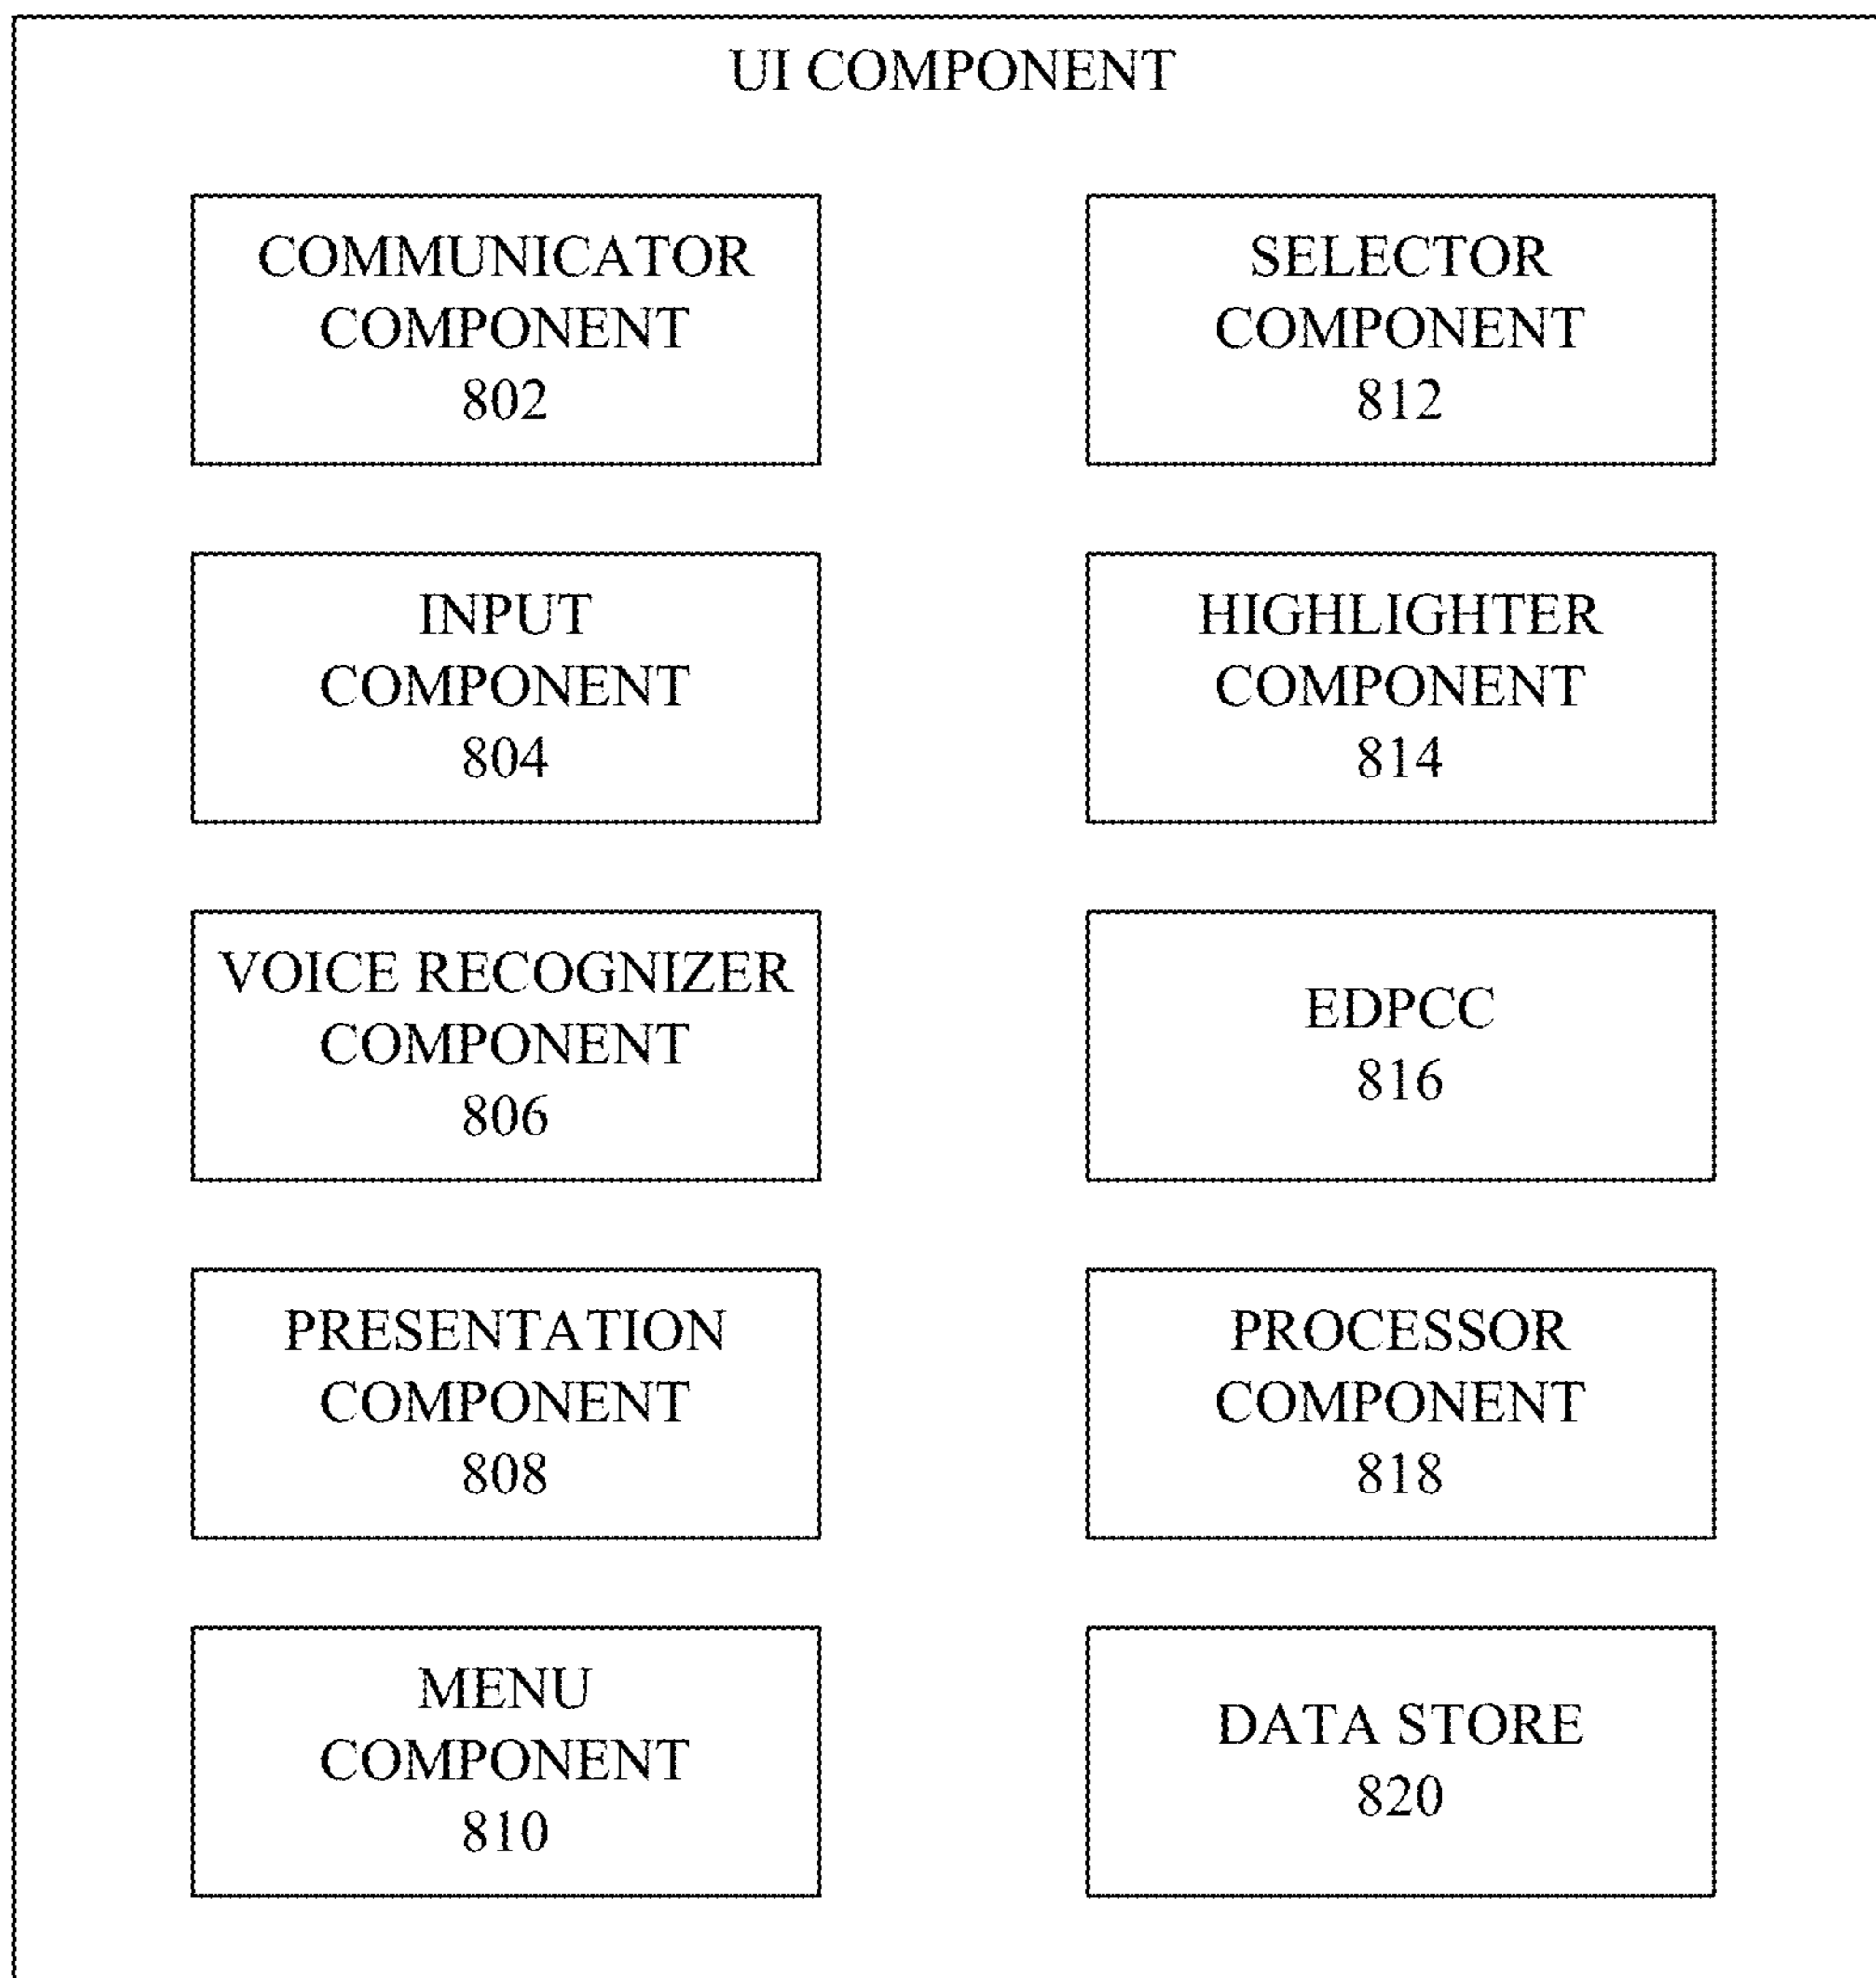 UI COMPONENT
COMMUNICATOR
COMPONENT
802
SELECTOR
COMPONENT
812
INPUT
COMPONENT
804
HIGHLIGHTER
COMPONENT
814
VOICE RECOGNIZER
COMPONENT
806
EDPCC
816
PRESENTATION
COMPONENT
808
PROCESSOR
COMPONENT
818
MENU
COMPONENT
810
DATA STORE
820